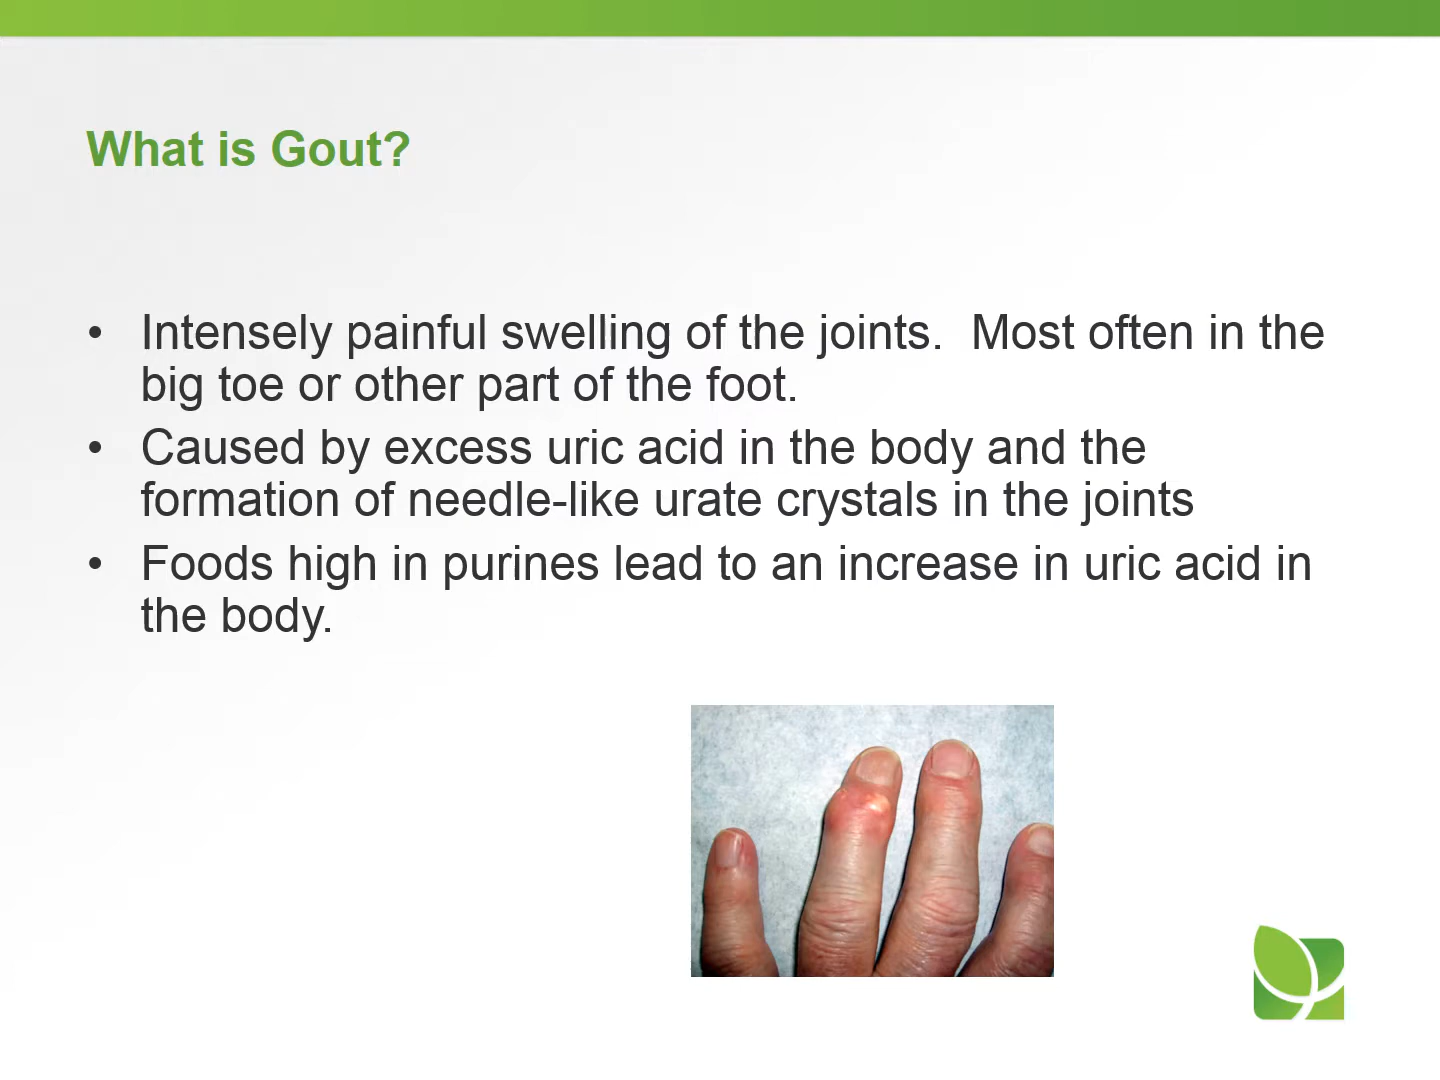 What is Gout?
• Intensely painful swelling of the joints.  Most often in the
big toe or other part of the foot.
• Caused by excess uric acid in the body and the
formation of needle-like urate crystals in the joints
• Foods high in purines lead to an increase in uric acid in
the body.